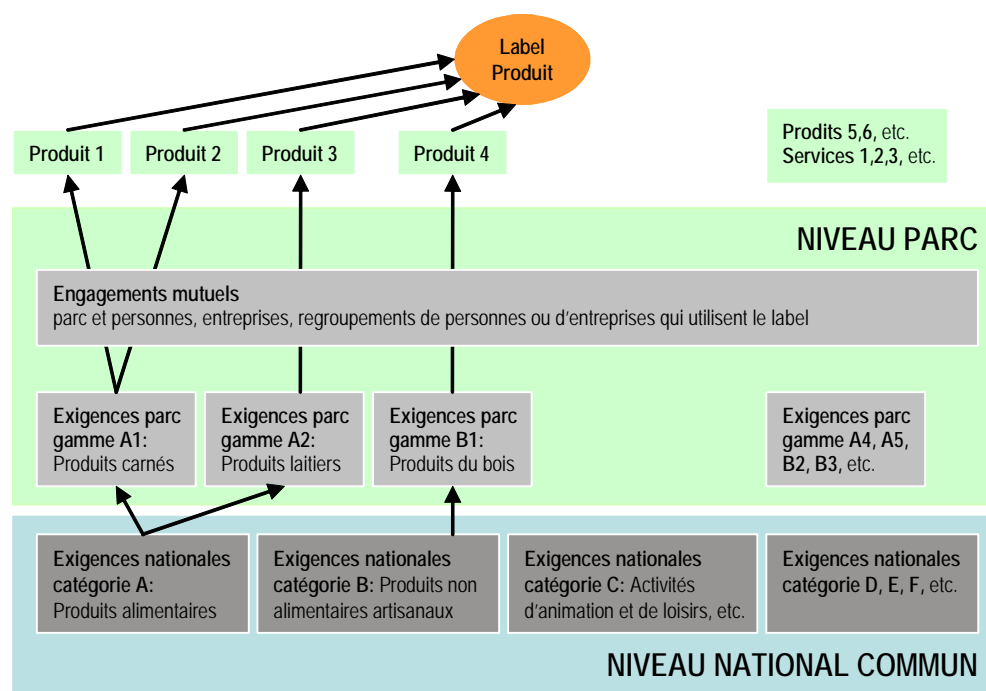 Label
Produit
Produit 1
Produit 2
Produit 3
Produit 4
Prodits 5,6, etc.
Services 1,2,3, etc.
NIVEAU PARC
Engagements mutuels
parc et personnes, entreprises, regroupements de personnes ou d'entreprises qui utilisent le label
Exigences parc
gamme A1:
Produits carnés
Exigences parc
gamme A2:
Produits laitiers
Exigences parc
gamme B1:
Produits du bois
Exigences parc
gamme A4, A5,
B2, B3, etc.
Exigences nationales
catégorie A:
Produits alimentaires
Exigences nationales
catégorie B: Produits non
alimentaires artisanaux
Exigences nationales
catégorie C: Activités
d'animation et de loisirs, etc.
Exigences nationales
catégorie D, E, F, etc.
NIVEAU NATIONAL COMMUN